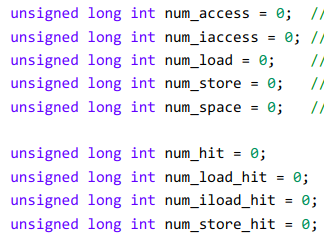 unsigned long int num_access = 0; //
unsigned long int num_iaccess = 0; //
unsigned long int num_load = 0; //
unsigned long int num_store = 0; //
unsigned long int num_space = 0; //
unsigned long int num_hit = 0;
unsigned long int num_load_hit = 0;
unsigned long int num_iload_hit = 0;
unsigned long int num_store_hit = 0;